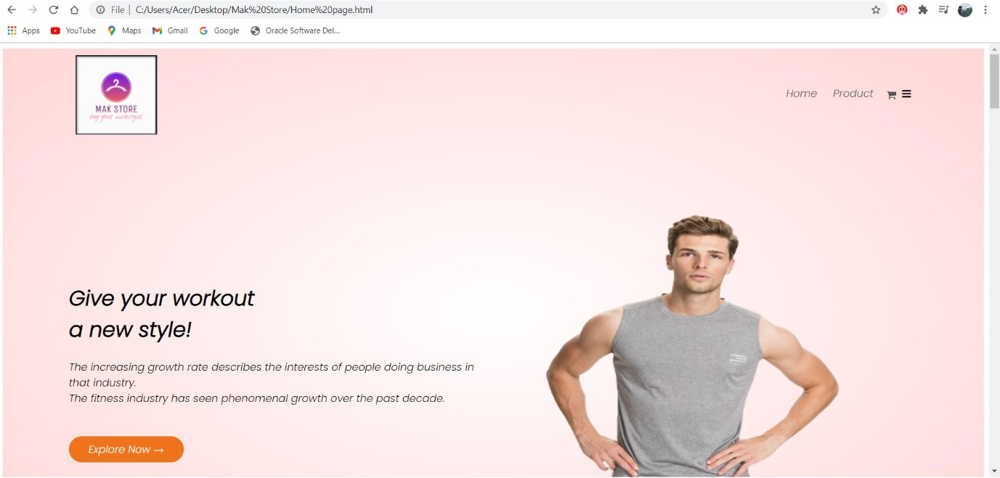 File | C:/Users/Acer/Desktop/Mak%20Store/Home%20page.html
Apps YouTube Maps Gmail Google Oracle Software Del...
MAK STORE
Home Product
Give your workout
a new style!
The increasing growth rate describes the interests of people doing business in
that industry.
The fitness industry has seen phenomenal growth over the past decade.
Explore Now →